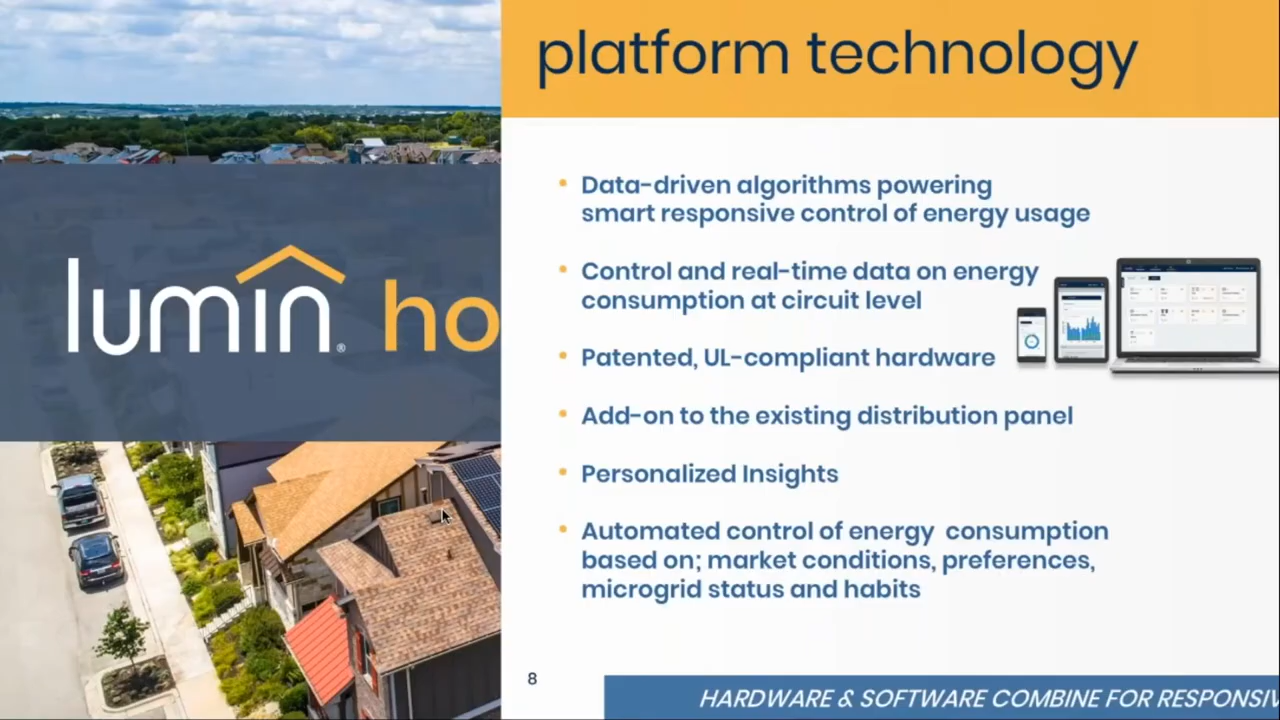 platform technology
lumin® ho
• Data-driven algorithms powering
smart responsive control of energy usage
• Control and real-time data on energy
consumption at circuit level
• Patented, UL-compliant hardware
• Add-on to the existing distribution panel
• Personalized Insights
• Automated control of energy  consumption
based on; market conditions, preferences,
microgrid status and habits
8
HARDWARE & SOFTWARE COMBINE FOR RESPONSIV